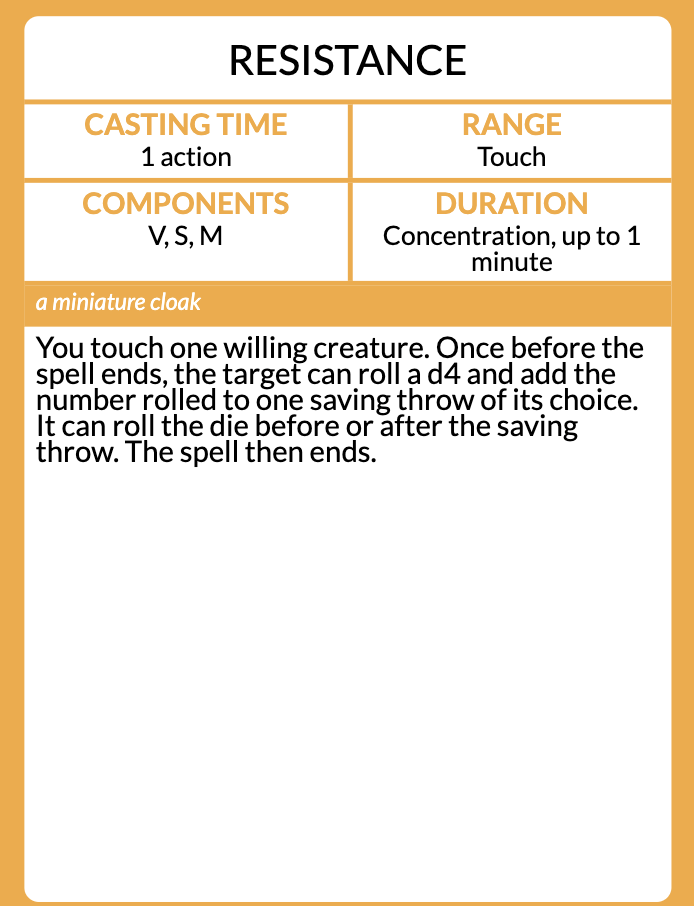 RESISTANCE
CASTING TIME
1 action
RANGE
Touch
COMPONENTS
V, S, M
DURATION
Concentration, up to 1
minute
a miniature cloak
You touch one willing creature. Once before the
spell ends, the target can roll a d4 and add the
number rolled to one saving throw of its choice.
It can roll the die before or after the saving
throw. The spell then ends.